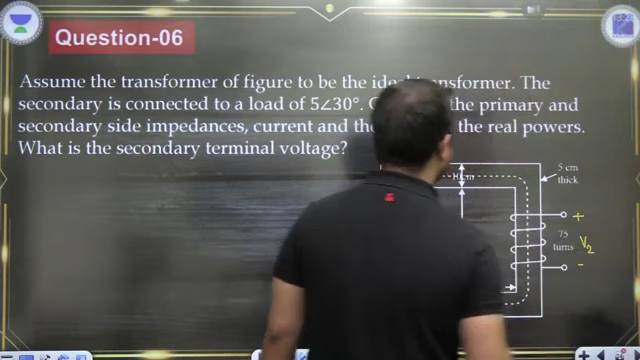 Question-06
Assume the transformer of figure to be the ideal transformer. The
secondary is connected to a load of 5∠30°. the primary and
secondary side impedances, current and the real powers.
What is the secondary terminal voltage?
5 cm
thick
10 cm
+
75
turns V2
-